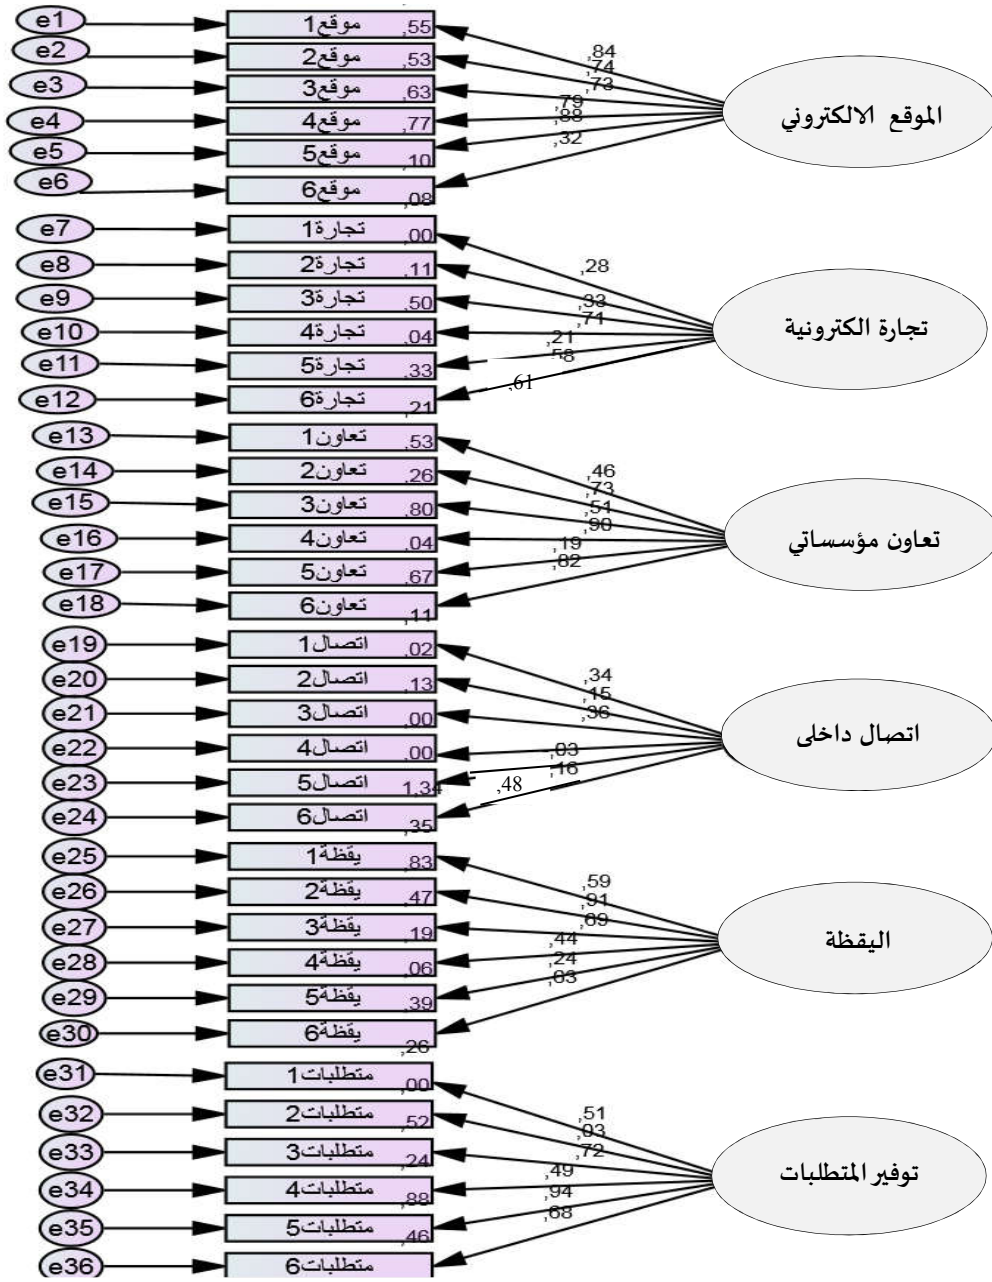 e1 موقع1 ,55
e2 موقع2 ,53
e3 موقع3 ,63
e4 موقع4 ,77
e5 موقع5 ,10
e6 موقع6 ,08
,84
,74
,73
,79
,88
,32
الموقع الالكتروني
e7 تجارة1 ,00
e8 تجارة2 ,11
e9 تجارة3 ,50
e10 تجارة4 ,04
e11 تجارة5 ,33
e12 تجارة6 ,21
,28
,33
,71
,21
,58
,61
تجارة الكترونية
e13 تعاون1 ,53
e14 تعاون2 ,26
e15 تعاون3 ,80
e16 تعاون4 ,04
e17 تعاون5 ,67
e18 تعاون6 ,11
,46
,73
,51
,90
,19
,82
تعاون مؤسساتي
e19 اتصال1 ,02
e20 اتصال2 ,13
e21 اتصال3 ,00
e22 اتصال4 ,00
e23 اتصال5 1,34
e24 اتصال6 ,35
,34
,15
,36
-,03
,16
,48
اتصال داخلى
e25 يقظة1 ,83
e26 يقظة2 ,47
e27 يقظة3 ,19
e28 يقظة4 ,06
e29 يقظة5 ,39
e30 يقظة6 ,26
,59
,91
,69
,44
,24
,63
اليقظة
e31 متطلبات1 ,00
e32 متطلبات2 ,52
e33 متطلبات3 ,24
e34 متطلبات4 ,88
e35 متطلبات5 ,46
e36 متطلبات6
,51
,03
,72
,49
,94
,68
توفير المتطلبات